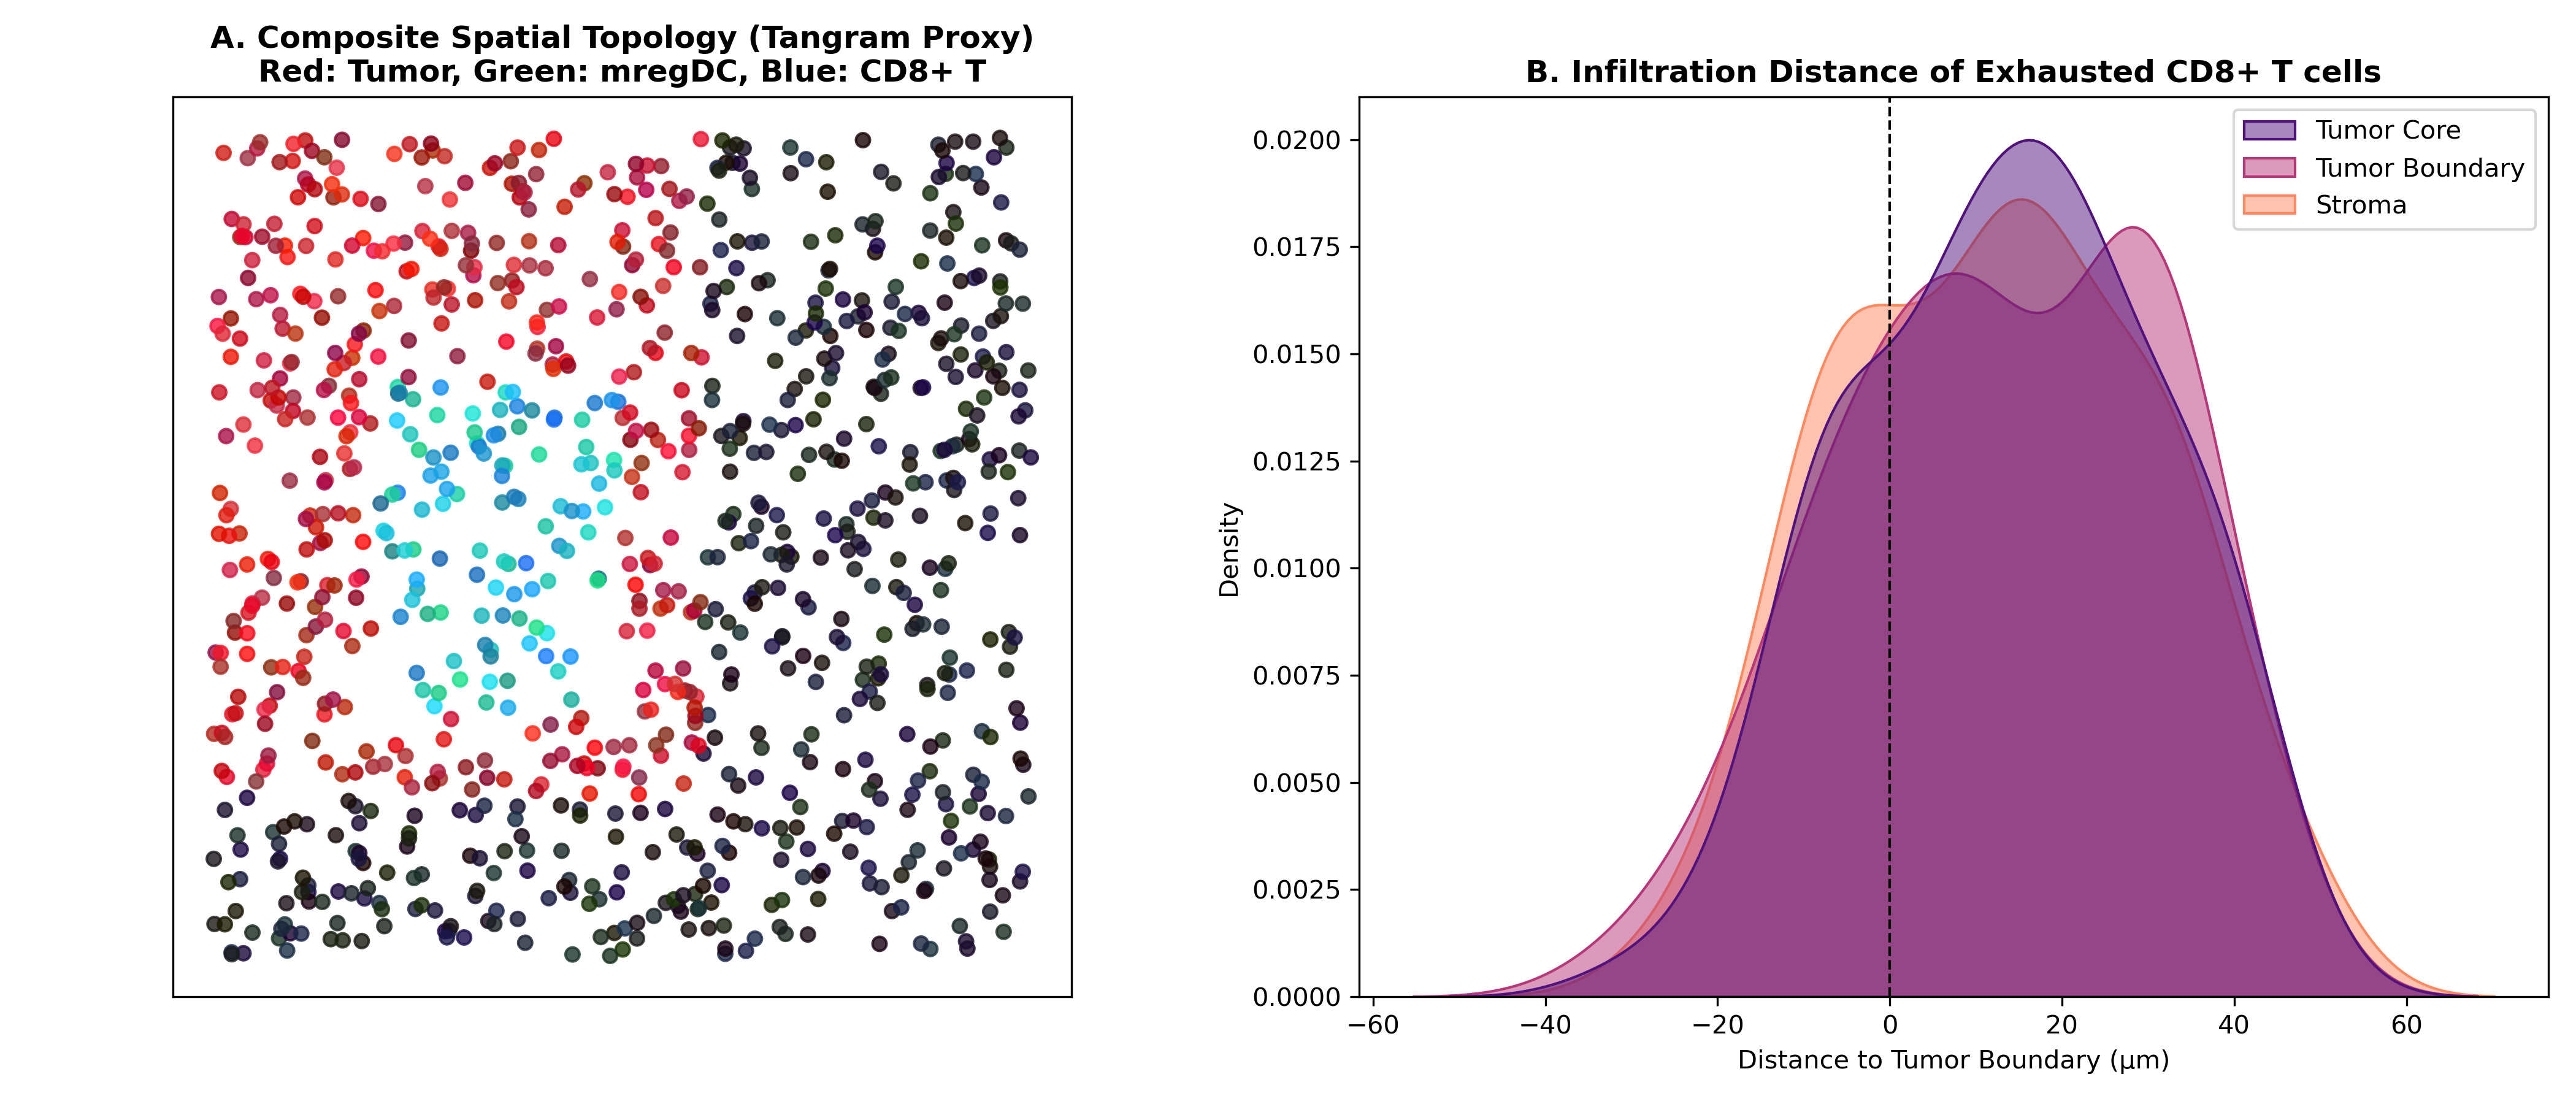 A. Composite Spatial Topology (Tangram Proxy)
Red: Tumor, Green: mregDC, Blue: CD8+ T
B. Infiltration Distance of Exhausted CD8+ T cells
Tumor Core
Tumor Boundary
Stroma
0.0200
0.0175
0.0150
0.0125
0.0100
0.0075
0.0050
0.0025
0.0000
Density
−60
−40
−20
0
20
40
60
Distance to Tumor Boundary (μm)